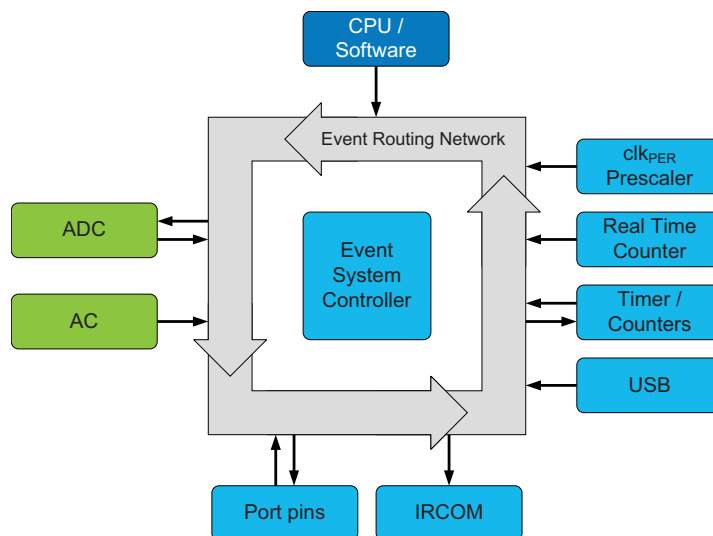 CPU /
Software
Event Routing Network
clkPER
Prescaler
ADC
Real Time
Counter
Event
System
Controller
AC
Timer /
Counters
USB
Port pins
IRCOM